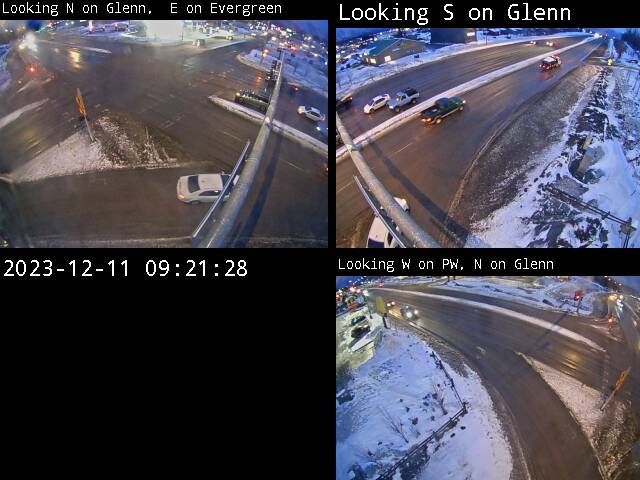 Looking N on Glenn, E on Evergreen
Looking S on Glenn
2023-12-11 09:21:28
Looking W on PW, N on Glenn